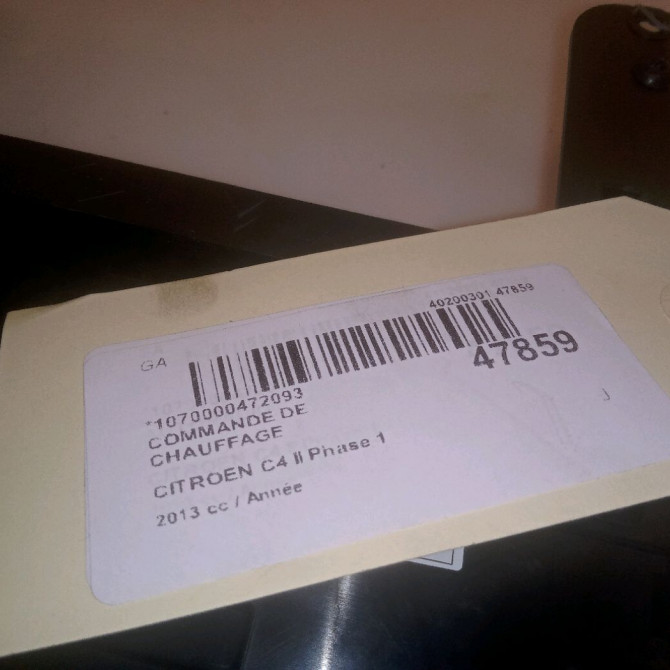 40200301 47859
GA
47859
*1070000472093
COMMANDE DE
CHAUFFAGE
CITROEN C4 II Phase 1
2013 cc / Année